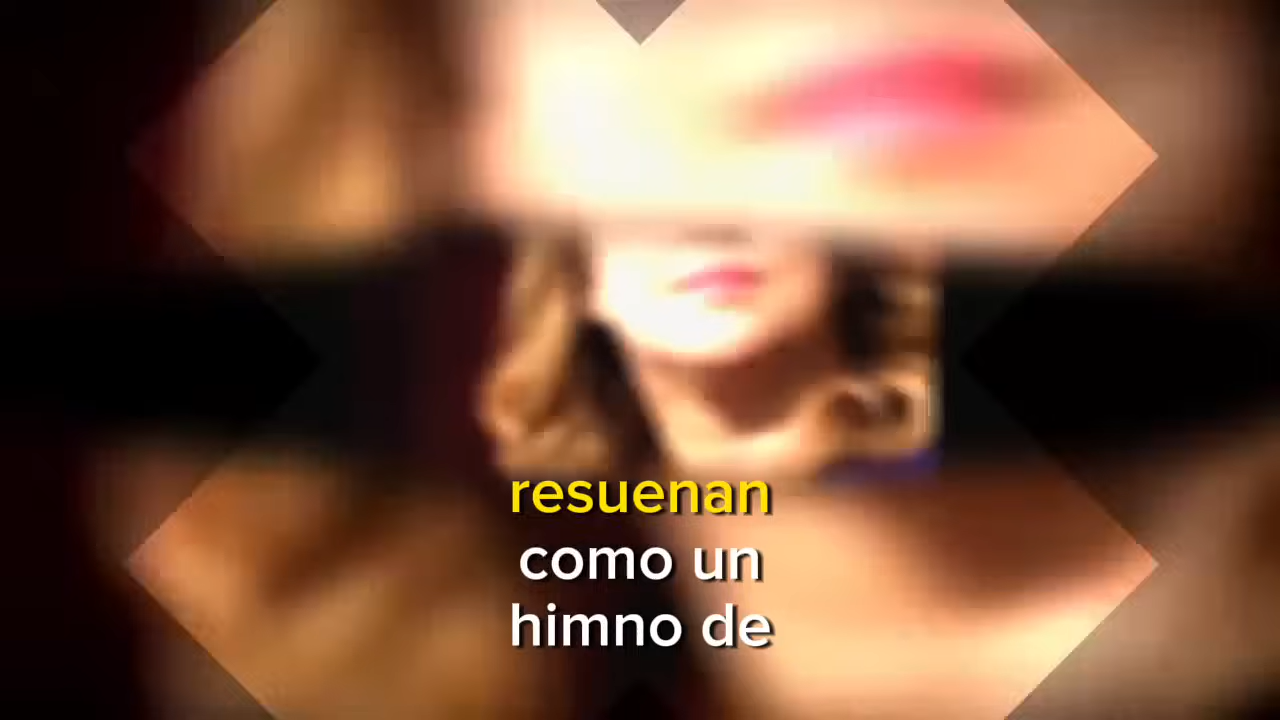 resuenan
como un
himno de